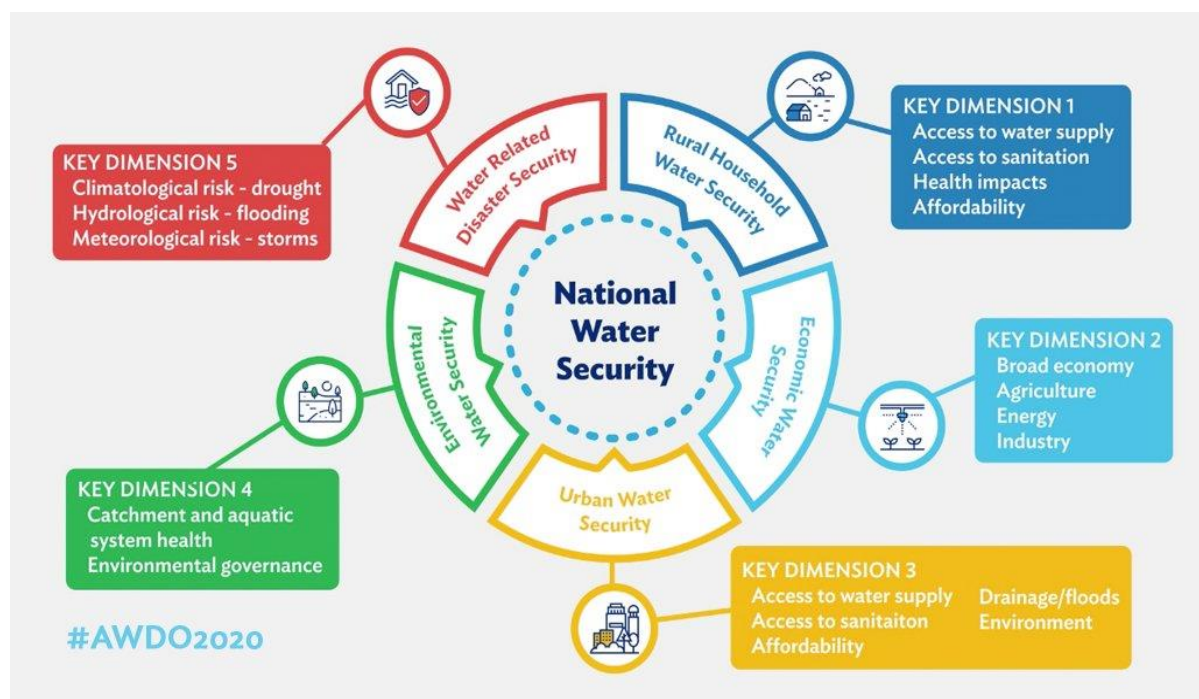 KEY DIMENSION 5
Climatological risk - drought
Hydrological risk - flooding
Meteorological risk - storms
Water Related
Disaster Security
Rural Household
Water Security
KEY DIMENSION 1
Access to water supply
Access to sanitation
Health impacts
Affordability
National
Water
Security
Environmental
Water Security
Economic Water
Security
KEY DIMENSION 2
Broad economy
Agriculture
Energy
Industry
KEY DIMENSION 4
Catchment and aquatic
system health
Environmental governance
Urban Water
Security
KEY DIMENSION 3
Access to water supply
Access to sanitaiton
Affordability
Drainage/floods
Environment
#AWDO2020